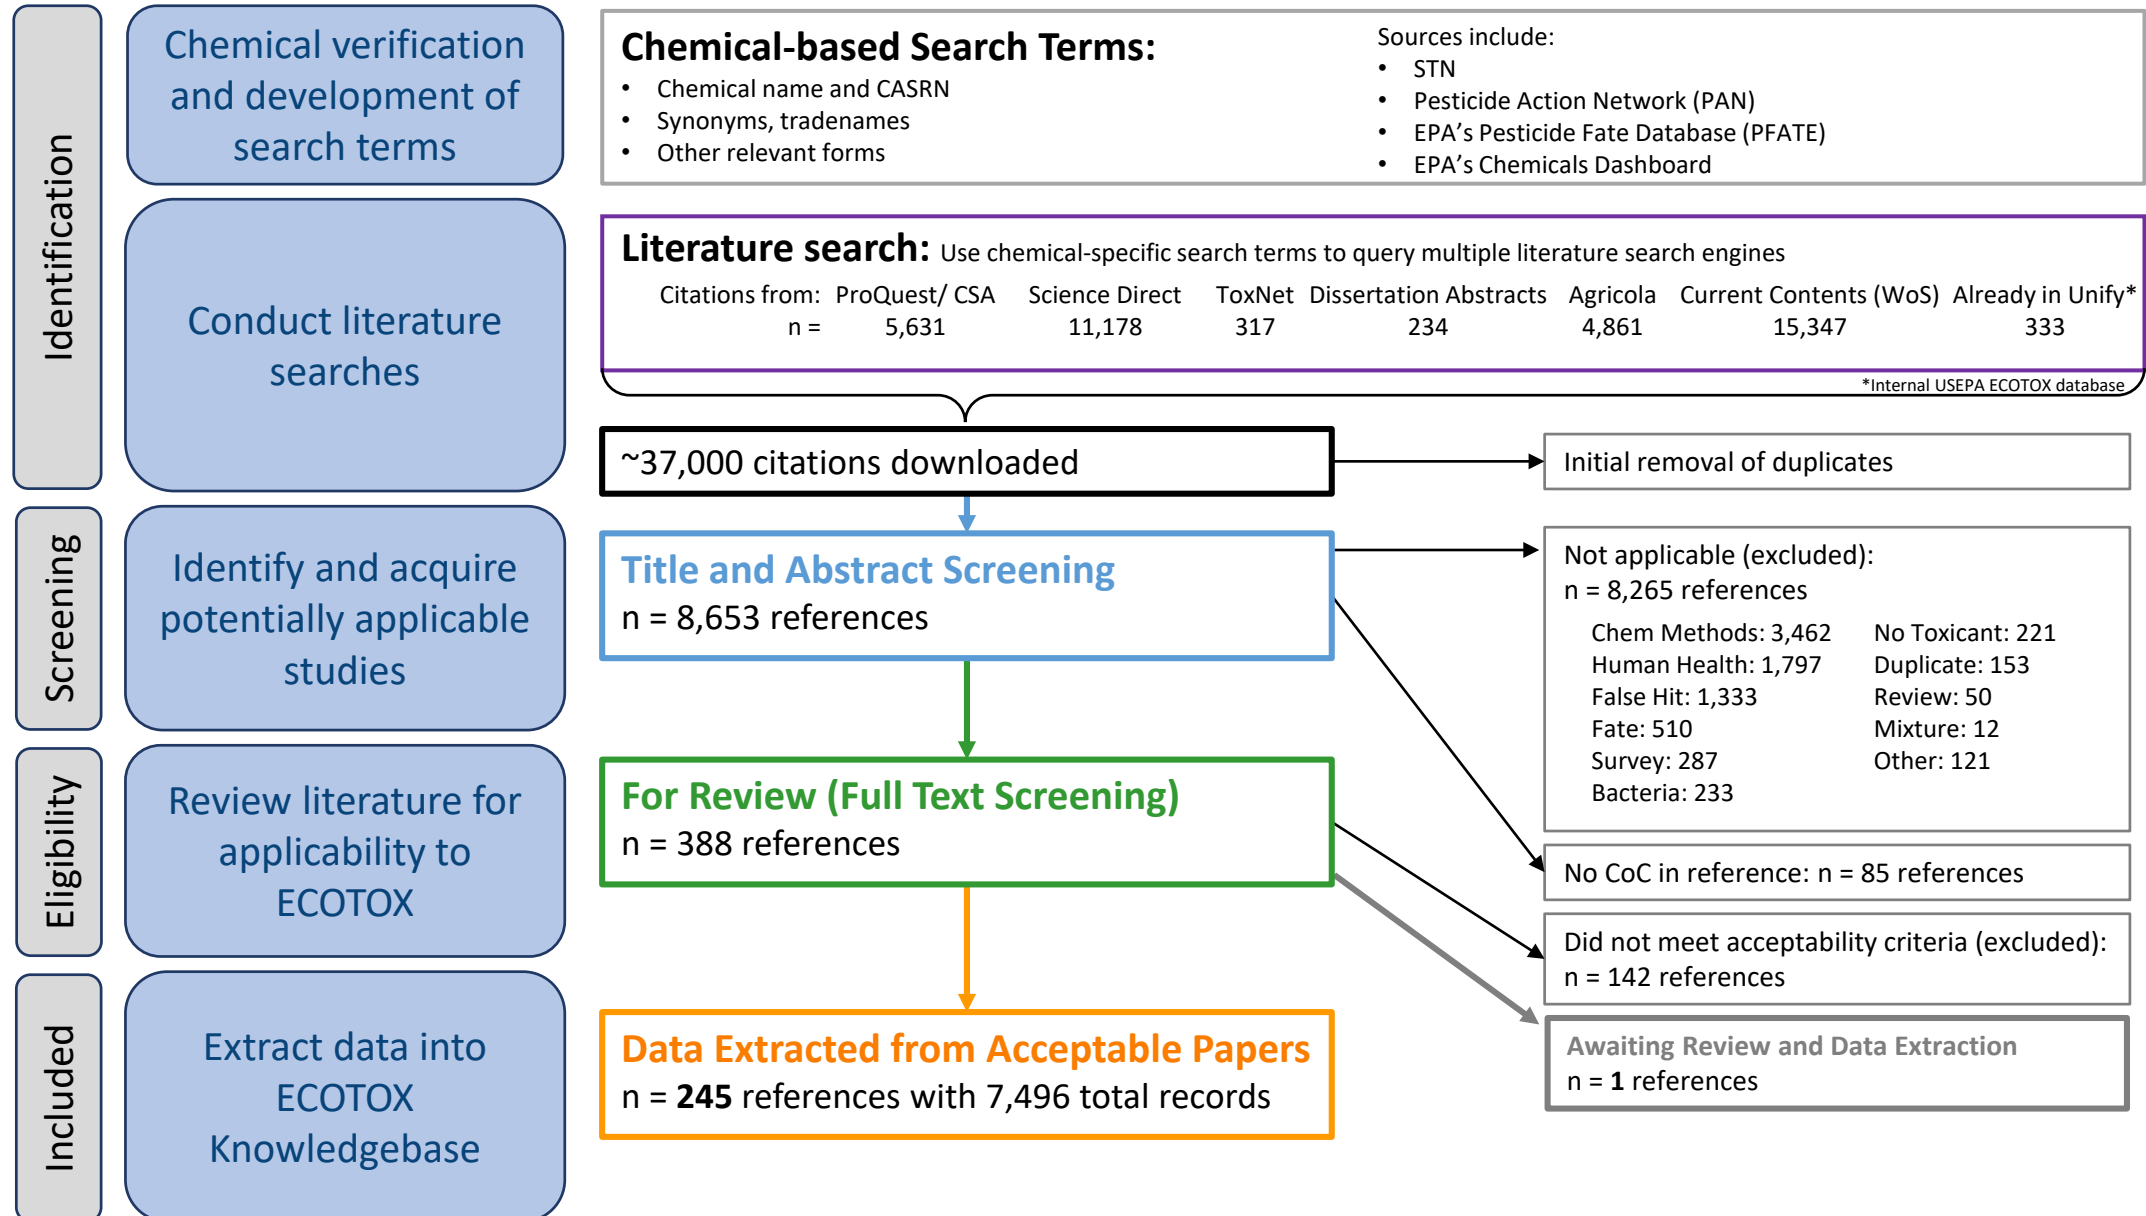 Identification
Chemical verification
and development of
search terms
Chemical-based Search Terms:
• Chemical name and CASRN
• Synonyms, tradenames
• Other relevant forms
Sources include:
• STN
• Pesticide Action Network (PAN)
• EPA's Pesticide Fate Database (PFATE)
• EPA's Chemicals Dashboard
Conduct literature
searches
Literature search: Use chemical-specific search terms to query multiple literature search engines
Citations from: ProQuest/ CSA Science Direct ToxNet Dissertation Abstracts Agricola Current Contents (WoS) Already in Unify*
n = 5,631 11,178 317 234 4,861 15,347 333
*Internal USEPA ECOTOX database
~37,000 citations downloaded
Initial removal of duplicates
Screening
Identify and acquire
potentially applicable
studies
Title and Abstract Screening
n = 8,653 references
Not applicable (excluded):
n = 8,265 references
Chem Methods: 3,462
Human Health: 1,797
False Hit: 1,333
Fate: 510
Survey: 287
Bacteria: 233
No Toxicant: 221
Duplicate: 153
Review: 50
Mixture: 12
Other: 121
No CoC in reference: n = 85 references
Eligibility
Review literature for
applicability to
ECOTOX
For Review (Full Text Screening)
n = 388 references
Did not meet acceptability criteria (excluded):
n = 142 references
Awaiting Review and Data Extraction
n = 1 references
Included
Extract data into
ECOTOX
Knowledgebase
Data Extracted from Acceptable Papers
n = 245 references with 7,496 total records